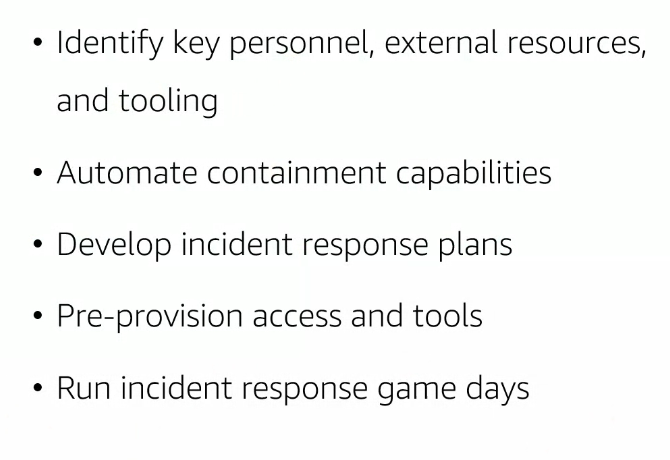 • Identify key personnel, external resources,
and tooling
• Automate containment capabilities
• Develop incident response plans
• Pre-provision access and tools
• Run incident response game days